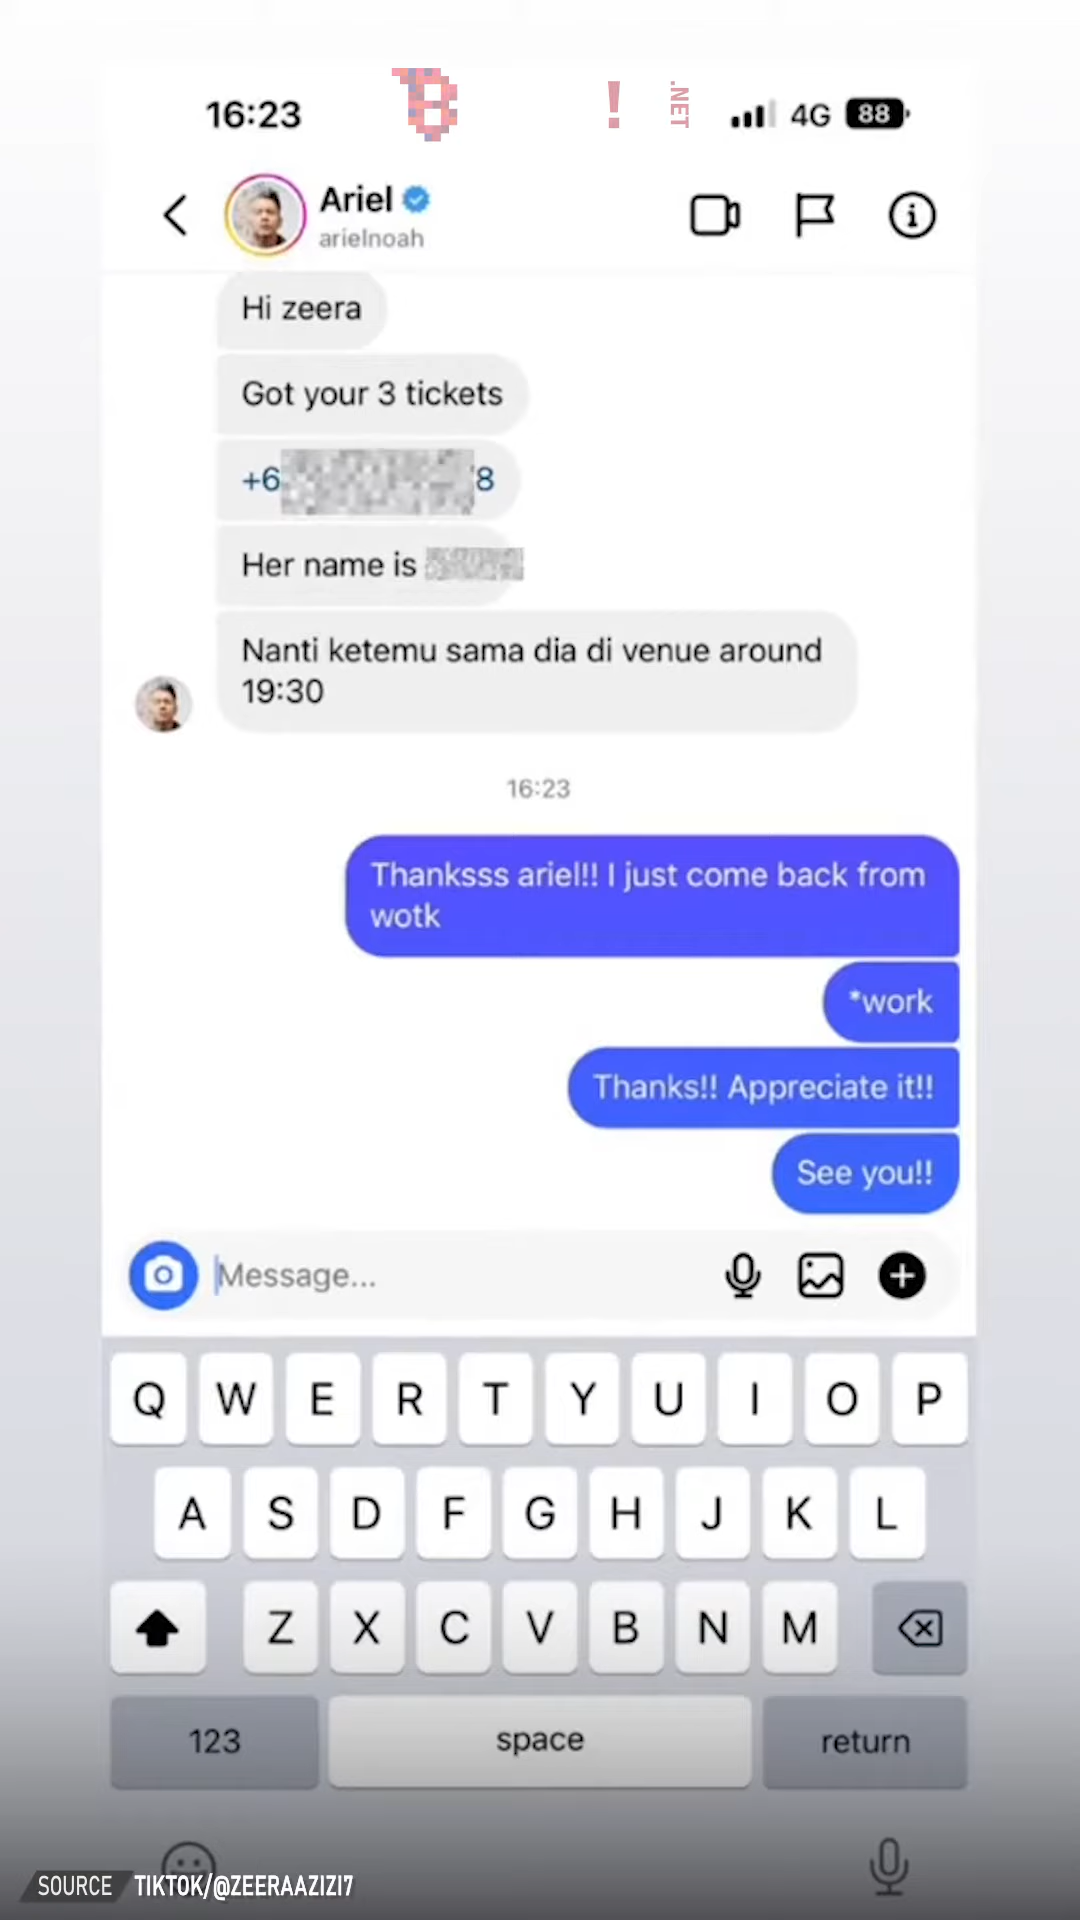 16:23
B
!
.NET
4G
88
Ariel
arielnoah
Hi zeera
Got your 3 tickets
+6
8
Her name is
Nanti ketemu sama dia di venue around
19:30
16:23
Thanksss ariel!! I just come back from
wotk
*work
Thanks!! Appreciate it!!
See you!!
Message...
Q W E R T Y U I O P
A S D F G H J K L
Z X C V B N M
123
space
return
SOURCE TIKTOK/@ZEERAAZIZI7